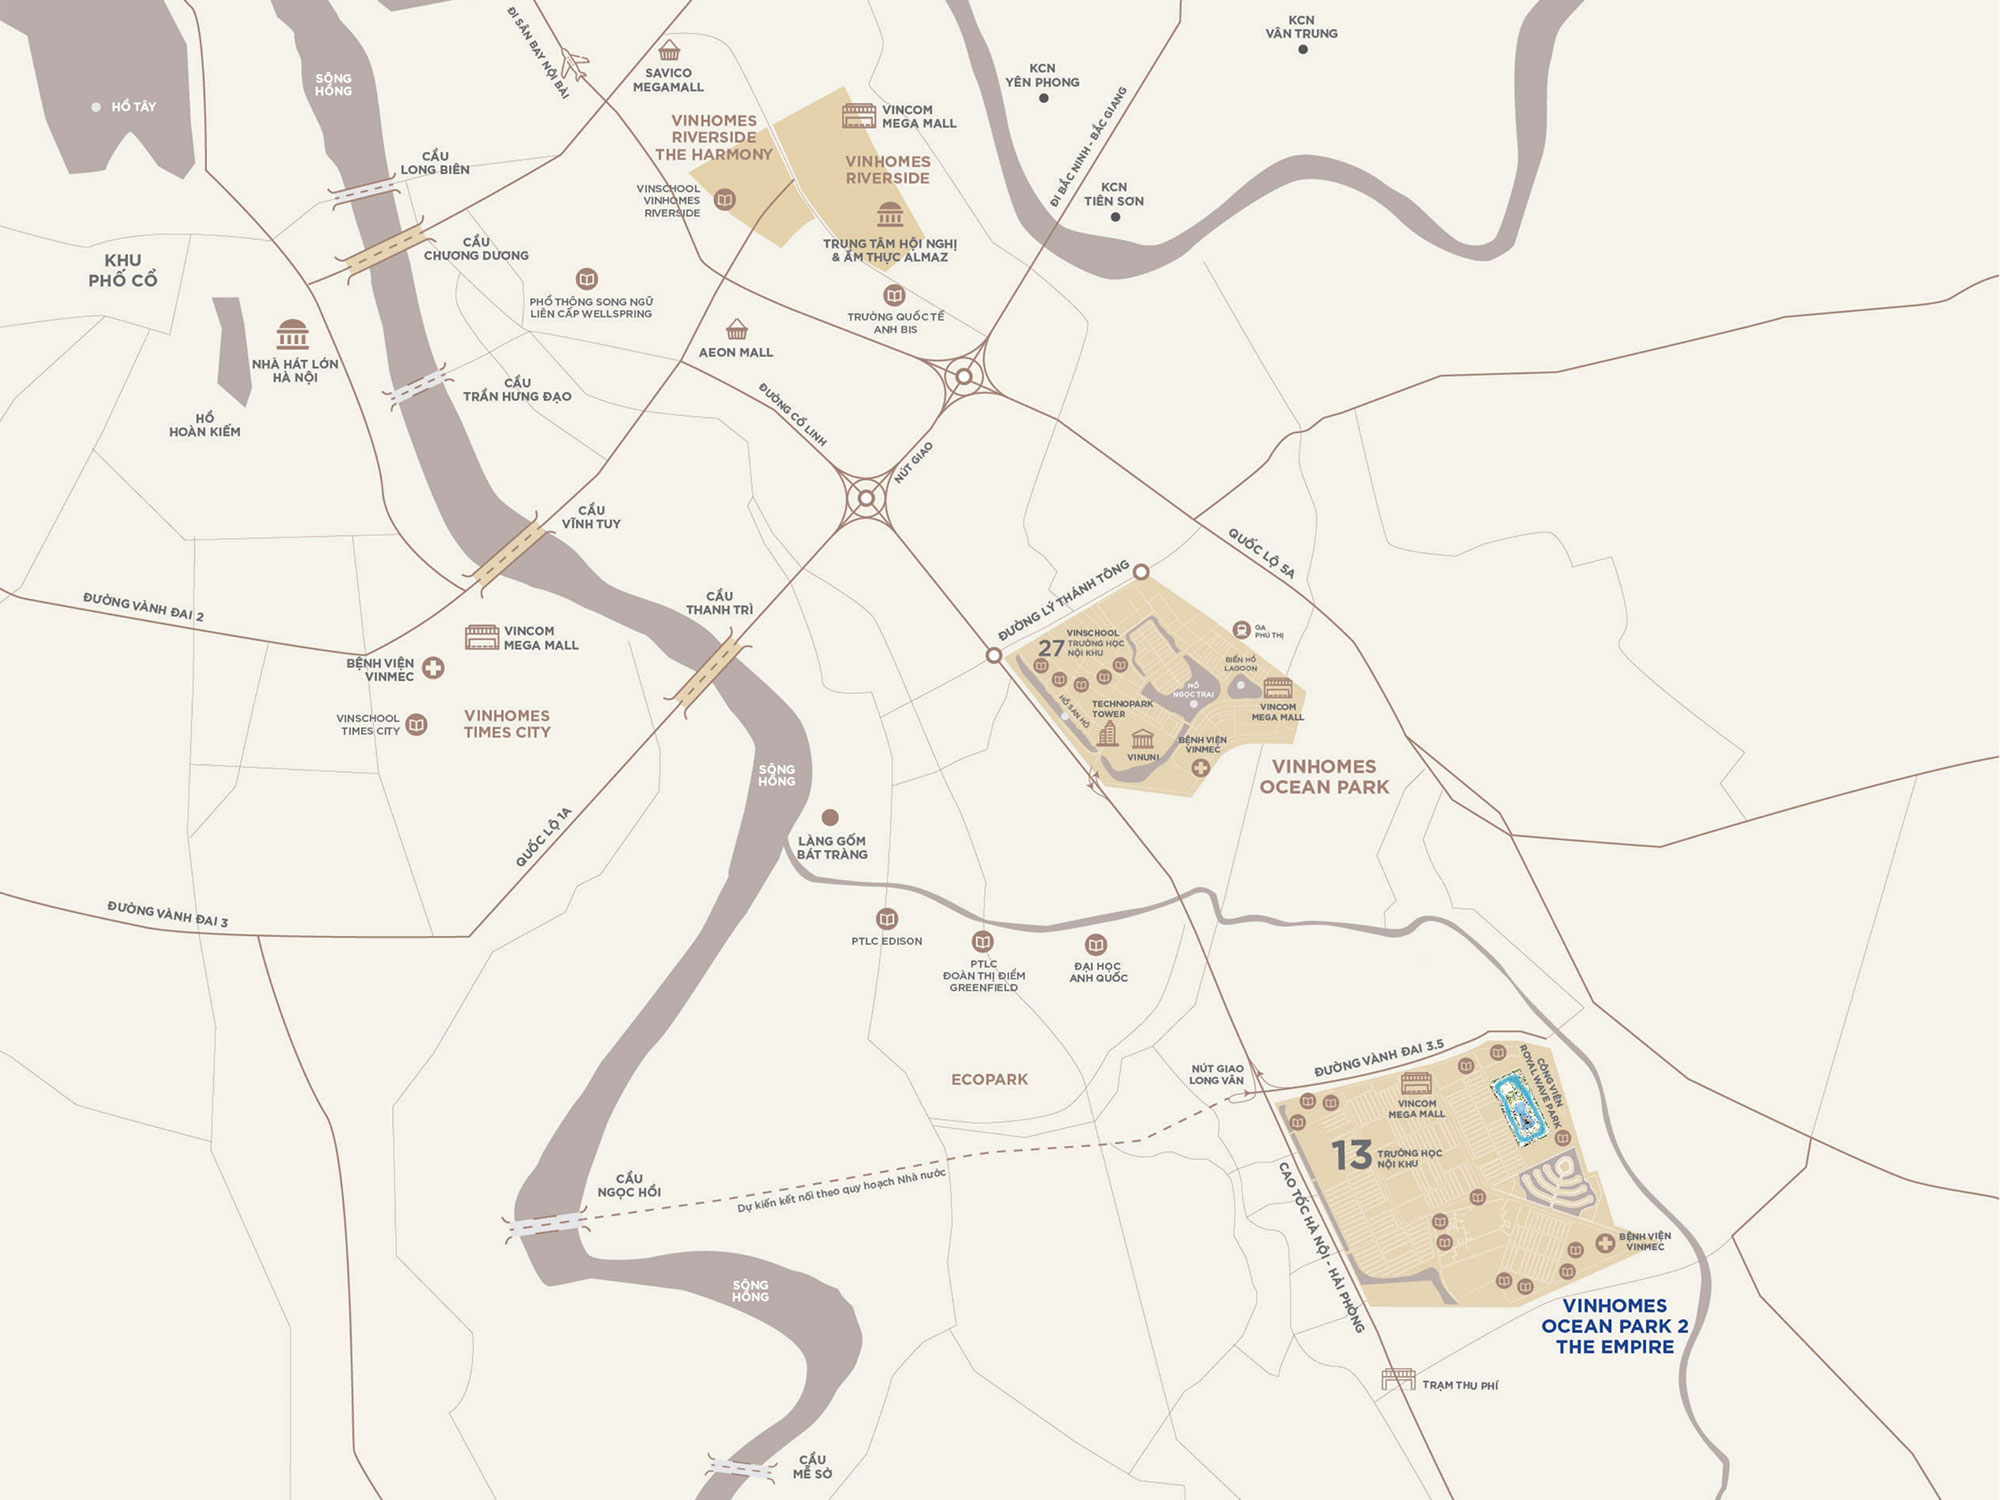 HỒ TÂY
SÔNG
HỒNG
ĐI SÂN BAY NỘI BÀI
SAVICO
MEGAMALL
VINHOMES
RIVERSIDE
THE HARMONY
VINCOM
MEGA MALL
VINHOMES
RIVERSIDE
VINSCHOOL
VINHOMES
RIVERSIDE
TRUNG TÂM HỘI NGHỊ
& ẨM THỰC ALMAZ
KCN
VÂN TRUNG
KCN
YÊN PHONG
ĐI BẮC NINH - BẮC GIANG
KCN
TIÊN SƠN
CẦU
LONG BIÊN
CẦU
CHƯƠNG DƯƠNG
KHU
PHỐ CỔ
PHỔ THÔNG SONG NGỮ
LIÊN CẤP WELLSPRING
TRƯỜNG QUỐC TẾ
ANH BIS
NHÀ HÁT LỚN
HÀ NỘI
AEON MALL
CẦU
TRẦN HƯNG ĐẠO
HỒ
HOÀN KIẾM
ĐƯỜNG CỔ LINH
NÚT GIAO
CẦU
VĨNH TUY
QUỐC LỘ 5A
ĐƯỜNG VÀNH ĐAI 2
CẦU
THANH TRÌ
ĐƯỜNG LÝ THÁNH TÔNG
VINCOM
MEGA MALL
BỆNH VIỆN
VINMEC
VINSCHOOL
TIMES CITY
VINHOMES
TIMES CITY
27
VINSCHOOL
TRƯỜNG HỌC
NỘI KHU
GA
PHÚ THỊ
BIỂN HỒ
LAGOON
HỒ
NGỌC TRAI
HỒ SAN HÔ
TECHNOPARK
TOWER
VINCOM
MEGA MALL
VINUNI
BỆNH VIỆN
VINMEC
VINHOMES
OCEAN PARK
SÔNG
HỒNG
QUỐC LỘ 1A
LÀNG GỐM
BÁT TRÀNG
ĐƯỜNG VÀNH ĐAI 3
PTLC EDISON
PTLC
ĐOÀN THỊ ĐIỂM
GREENFIELD
ĐẠI HỌC
ANH QUỐC
ECOPARK
NÚT GIAO
LONG VÂN
ĐƯỜNG VÀNH ĐAI 3.5
VINCOM
MEGA MALL
CÔNG VIÊN
ROYAL WAVE PARK
13
TRƯỜNG HỌC
NỘI KHU
CẦU
NGỌC HỒI
Dự kiến kết nối theo quy hoạch Nhà nước
CAO TỐC HÀ NỘI - HẢI PHÒNG
BỆNH VIỆN
VINMEC
SÔNG
HỒNG
VINHOMES
OCEAN PARK 2
THE EMPIRE
TRẠM THU PHÍ
CẦU
MỄ SỞ